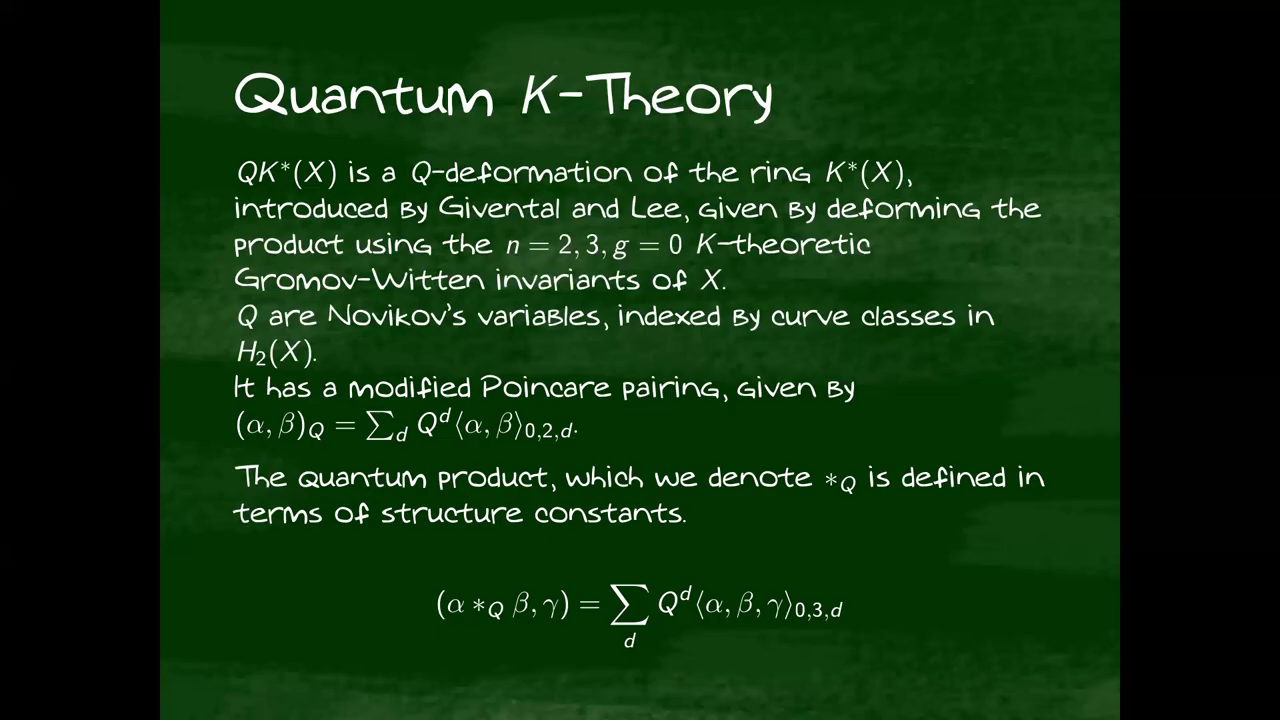 Quantum K-Theory
QK*(X) is a Q-deformation of the ring K*(X),
introduced by Givental and Lee, given by deforming the
product using the n = 2, 3, g = 0 K-theoretic
Gromov-Witten invariants of X.
Q are Novikov's variables, indexed by curve classes in
H₂(X).
It has a modified Poincare pairing, given by
(α, β)_Q = ∑_d Q^d⟨α, β⟩_{0,2,d}.
The quantum product, which we denote *_Q is defined in
terms of structure constants.
(α *_Q β, γ) = ∑_d Q^d⟨α, β, γ⟩_{0,3,d}